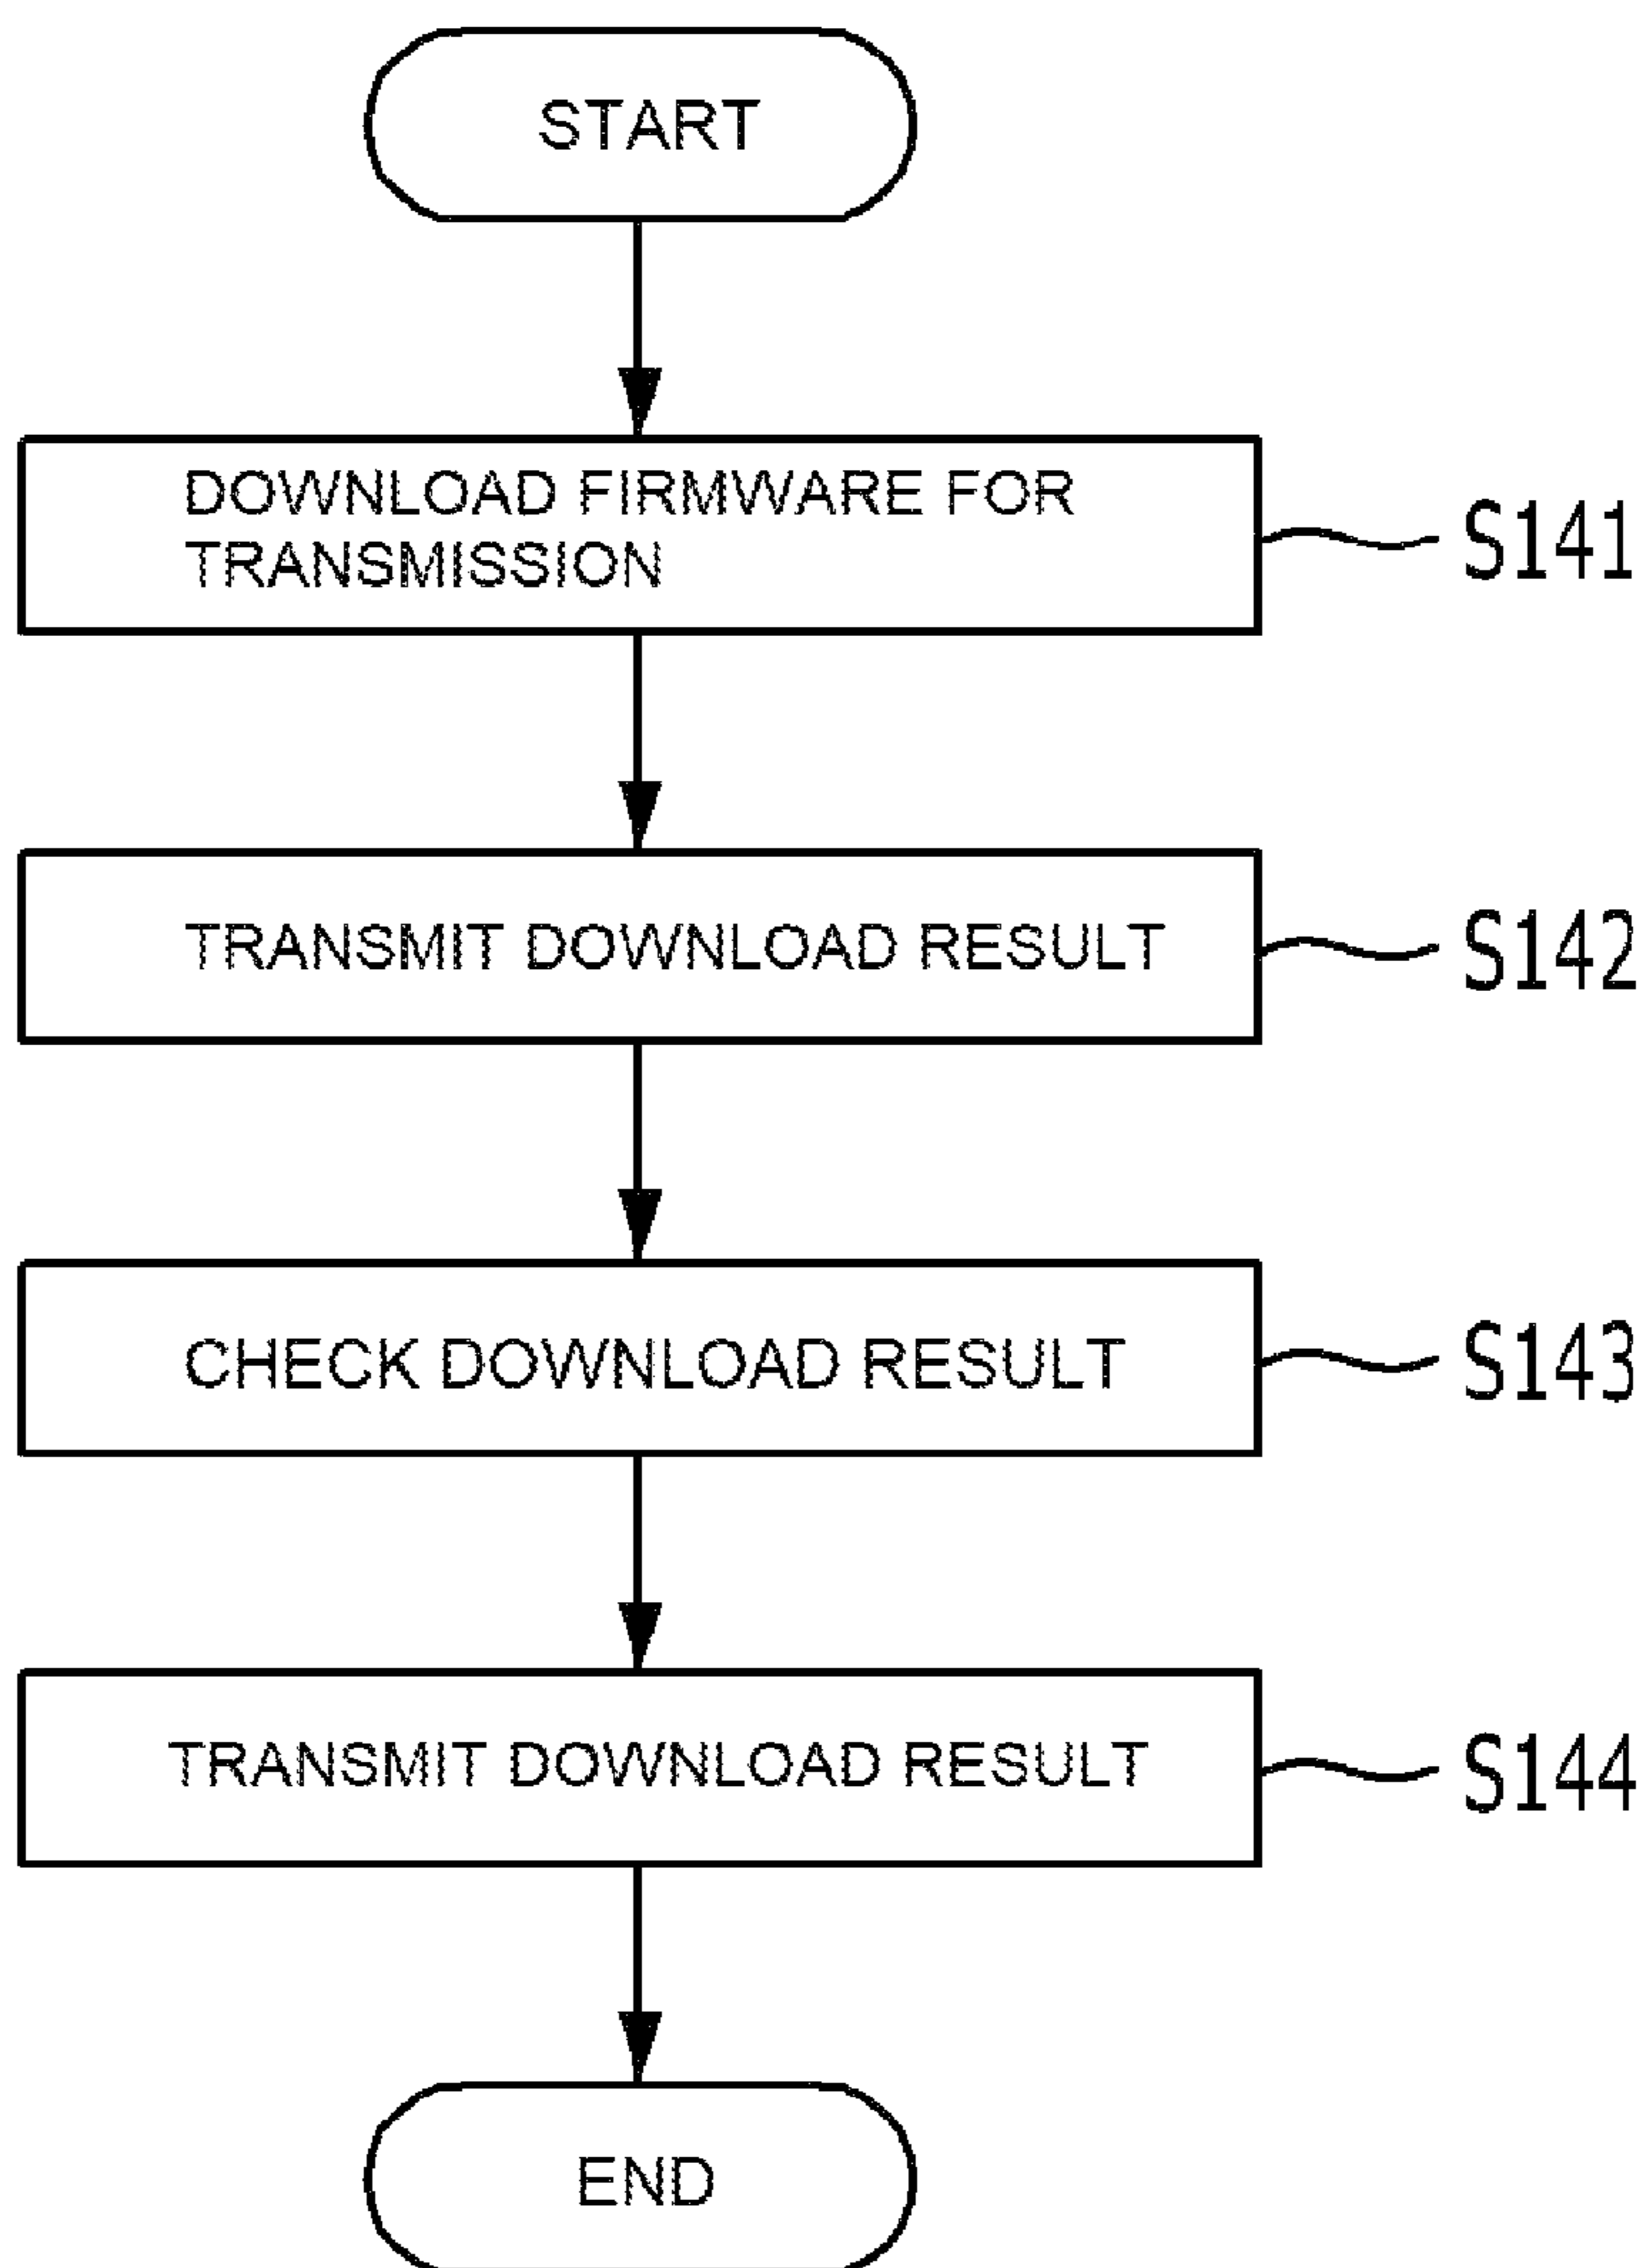 START
DOWNLOAD FIRMWARE FOR
TRANSMISSION
S141
TRANSMIT DOWNLOAD RESULT
S142
CHECK DOWNLOAD RESULT
S143
TRANSMIT DOWNLOAD RESULT
S144
END